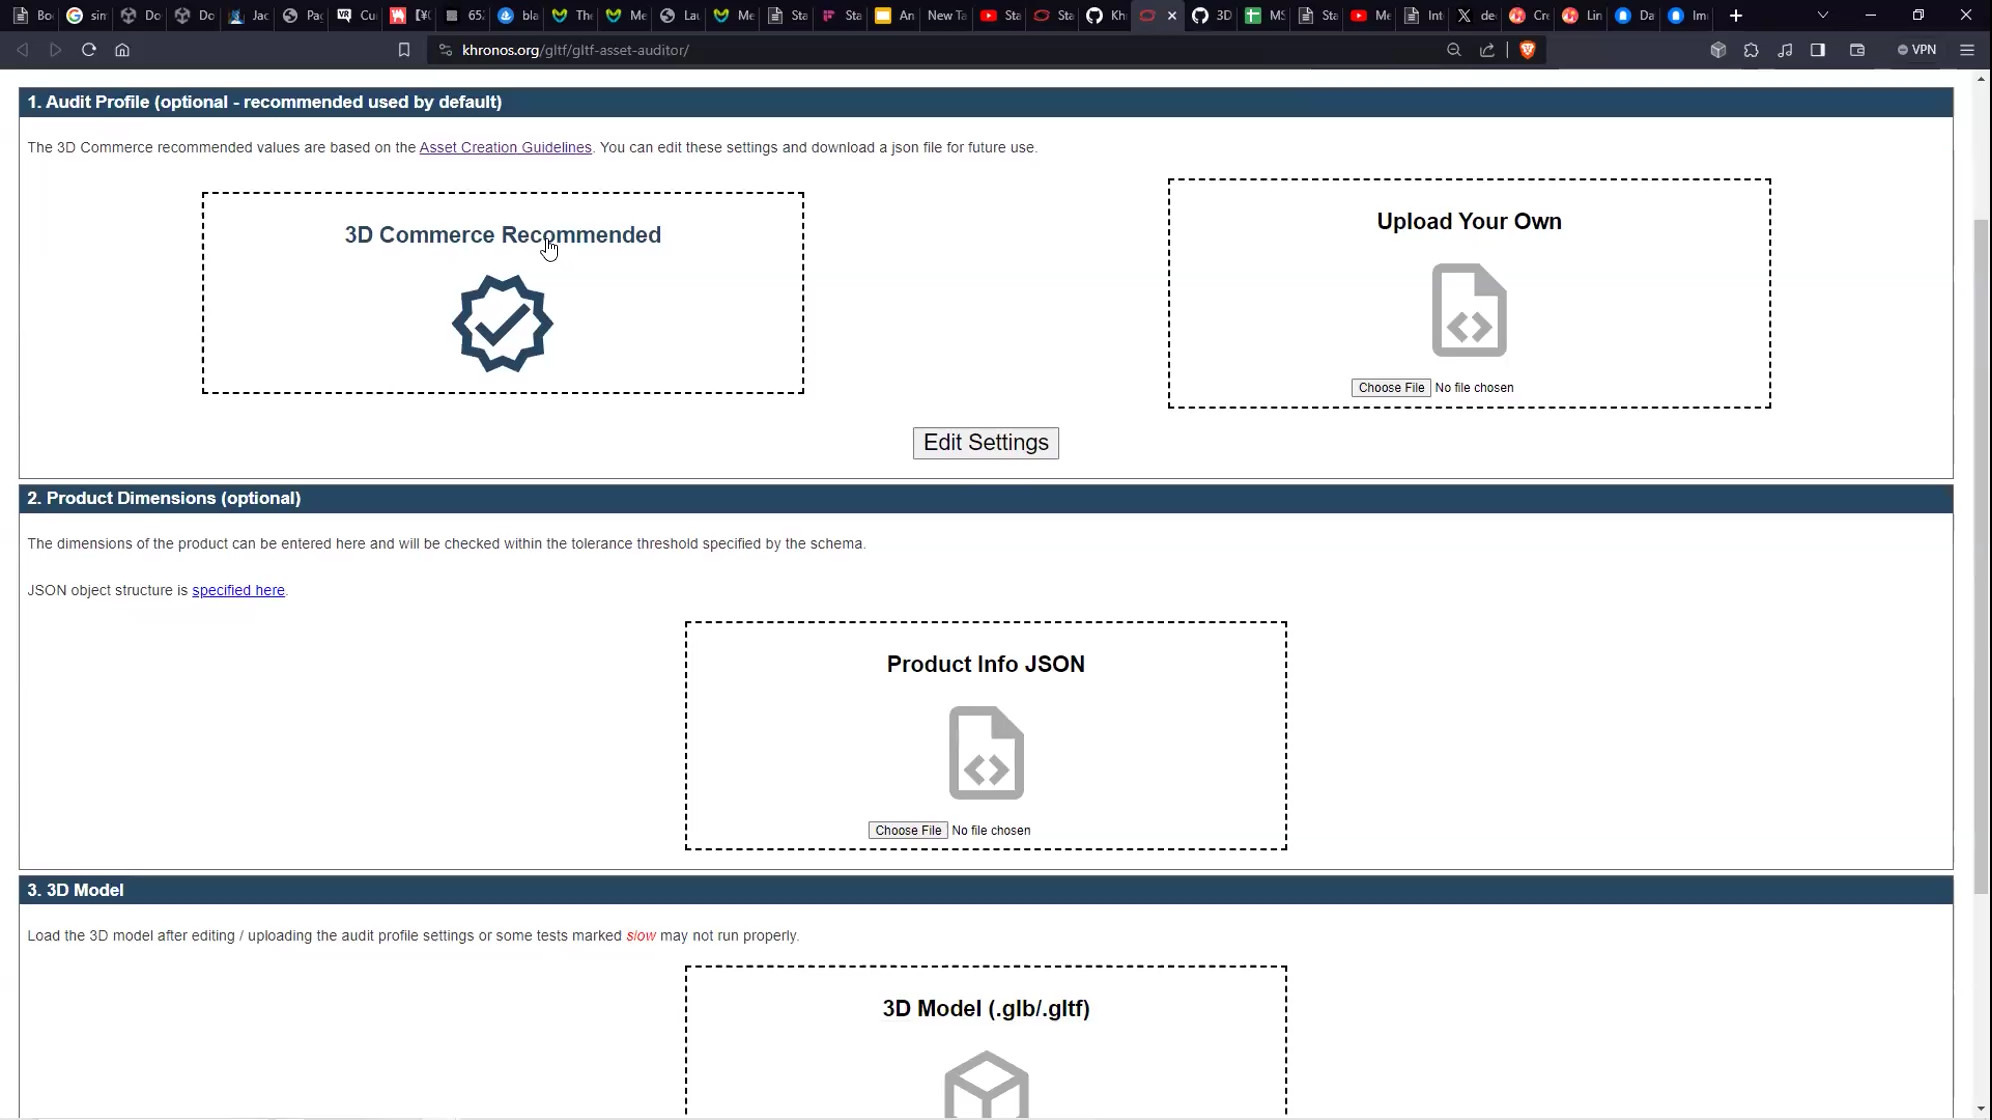 Bo
sin
Do
Do
Jac
Pag
VR Cu
[¥(
65:
bla
The
Me
Lau
Me
Sta
Sta
An
New Ta
Sta
Sta
Kh
3D
MS
Sta
Me
Int
de
Cre
Lin
Da
Im
khronos.org/gltf/gltf-asset-auditor/
VPN
1. Audit Profile (optional - recommended used by default)
The 3D Commerce recommended values are based on the Asset Creation Guidelines. You can edit these settings and download a json file for future use.
3D Commerce Recommended
Upload Your Own
Choose File No file chosen
Edit Settings
2. Product Dimensions (optional)
The dimensions of the product can be entered here and will be checked within the tolerance threshold specified by the schema.
JSON object structure is specified here.
Product Info JSON
Choose File No file chosen
3. 3D Model
Load the 3D model after editing / uploading the audit profile settings or some tests marked slow may not run properly.
3D Model (.glb/.gltf)